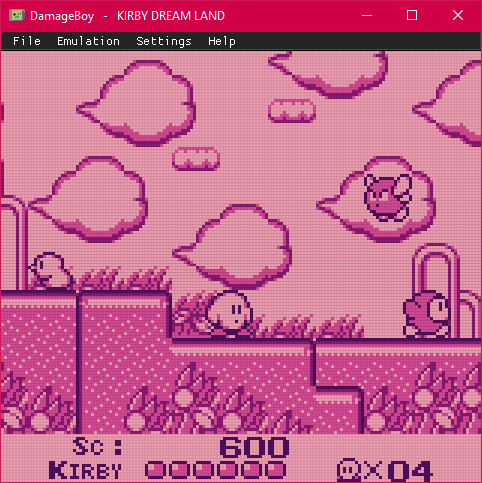 DamageBoy - KIRBY DREAM LAND
File Emulation Settings Help
Sc: 600
KIRBY ×04